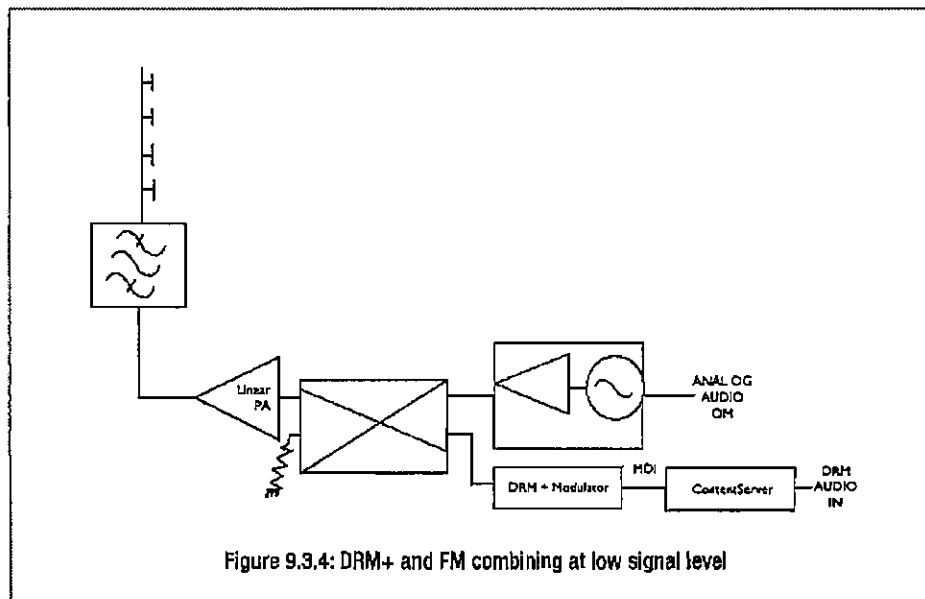 Linear
PA
ANALOG
AUDIO
OM
DRM + Modulator
MDI
ContentServer
DRM
AUDIO
IN
Figure 9.3.4: DRM+ and FM combining at low signal level